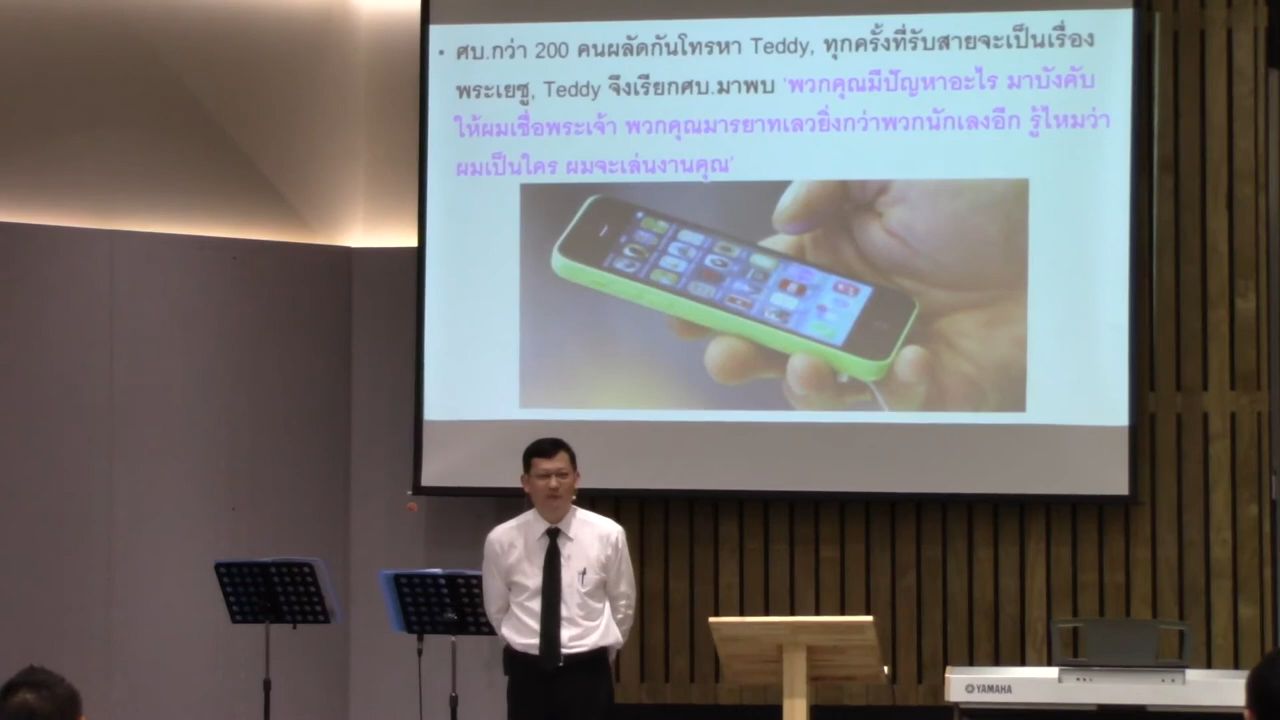 • ศบ.กว่า 200 คนผลัดกันโทรหา Teddy, ทุกครั้งที่รับสายจะเป็นเรื่อง
พระเยซู, Teddy จึงเรียกศบ.มาพบ 'พวกคุณมีปัญหาอะไร มาบังคับ
ให้ผมเชื่อพระเจ้า พวกคุณมารยาทเลวยิ่งกว่าพวกนักเลงอีก รู้ไหมว่า
ผมเป็นใคร ผมจะเล่นงานคุณ'
YAMAHA